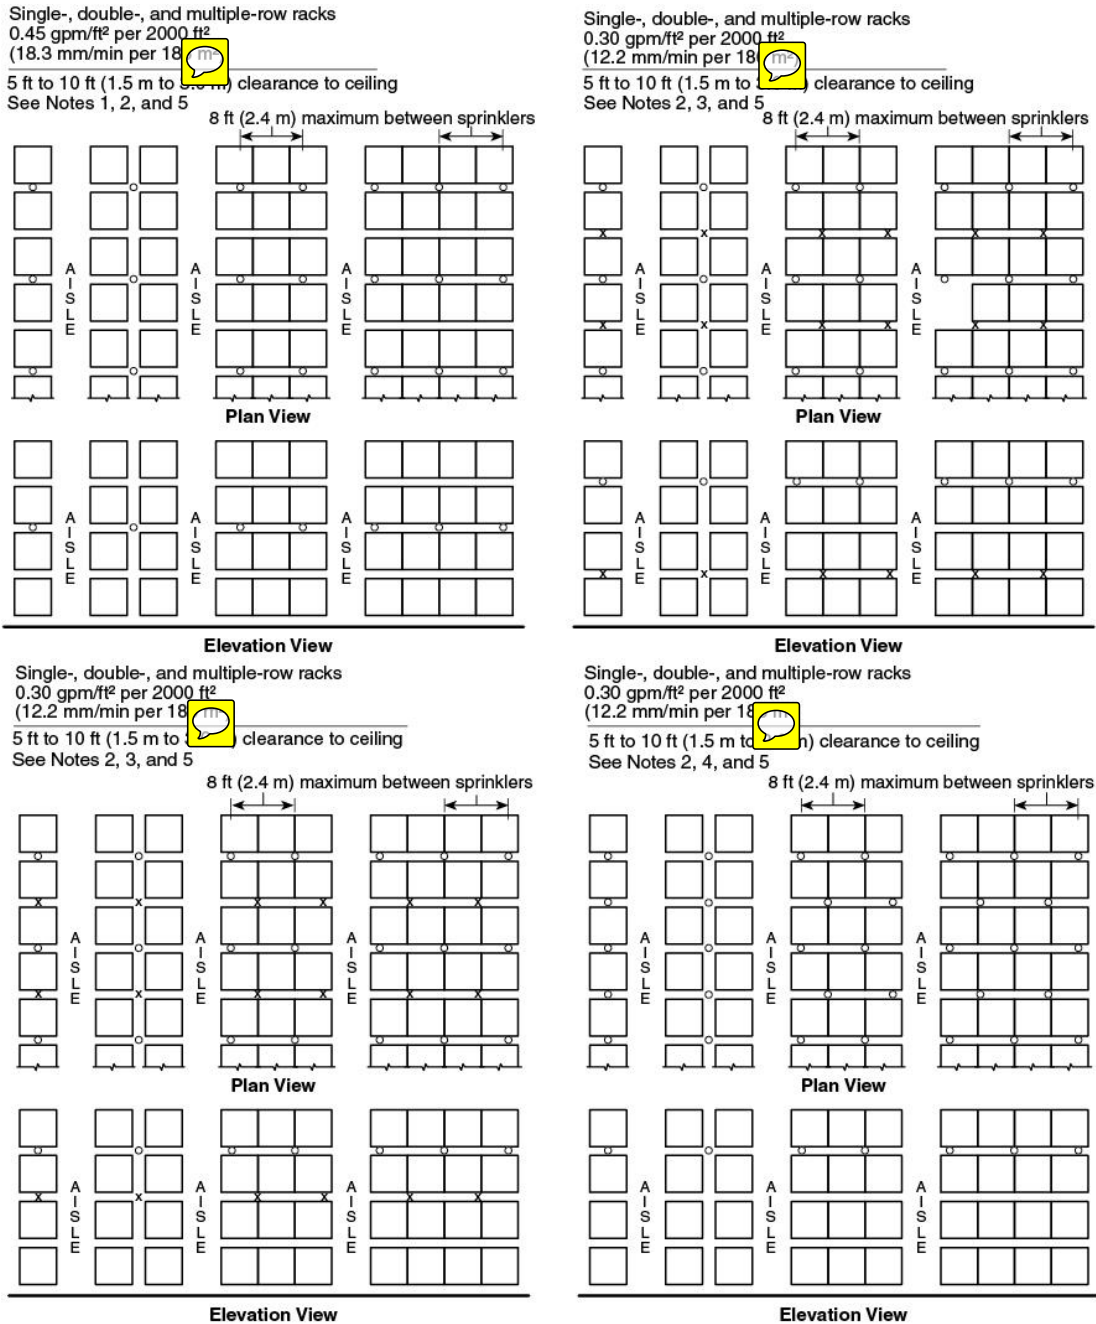 Single-, double-, and multiple-row racks
0.45 gpm/ft² per 2000 ft²
(18.3 mm/min per
5 ft to 10 ft (1.5 m to clearance to ceiling
See Notes 1, 2, and 5
8 ft (2.4 m) maximum between sprinklers
AISLE
AISLE
AISLE
Plan View
AISLE
AISLE
AISLE
Elevation View
Single-, double-, and multiple-row racks
0.30 gpm/ft² per 2000 ft²
(12.2 mm/min per
5 ft to 10 ft (1.5 m to clearance to ceiling
See Notes 2, 3, and 5
8 ft (2.4 m) maximum between sprinklers
x x x x
AISLE
AISLE
AISLE
x x x x
x x
Plan View
AISLE
AISLE
AISLE
x x x x x x
Elevation View
Single-, double-, and multiple-row racks
0.30 gpm/ft² per 2000 ft²
(12.2 mm/min per
5 ft to 10 ft (1.5 m to clearance to ceiling
See Notes 2, 3, and 5
8 ft (2.4 m) maximum between sprinklers
x x x x x x
AISLE
AISLE
AISLE
x x x x x x
Plan View
x x x x x x
AISLE
AISLE
AISLE
Elevation View
Single-, double-, and multiple-row racks
0.30 gpm/ft² per 2000 ft²
(12.2 mm/min per
5 ft to 10 ft (1.5 m to clearance to ceiling
See Notes 2, 4, and 5
8 ft (2.4 m) maximum between sprinklers
AISLE
AISLE
AISLE
Plan View
AISLE
AISLE
AISLE
Elevation View